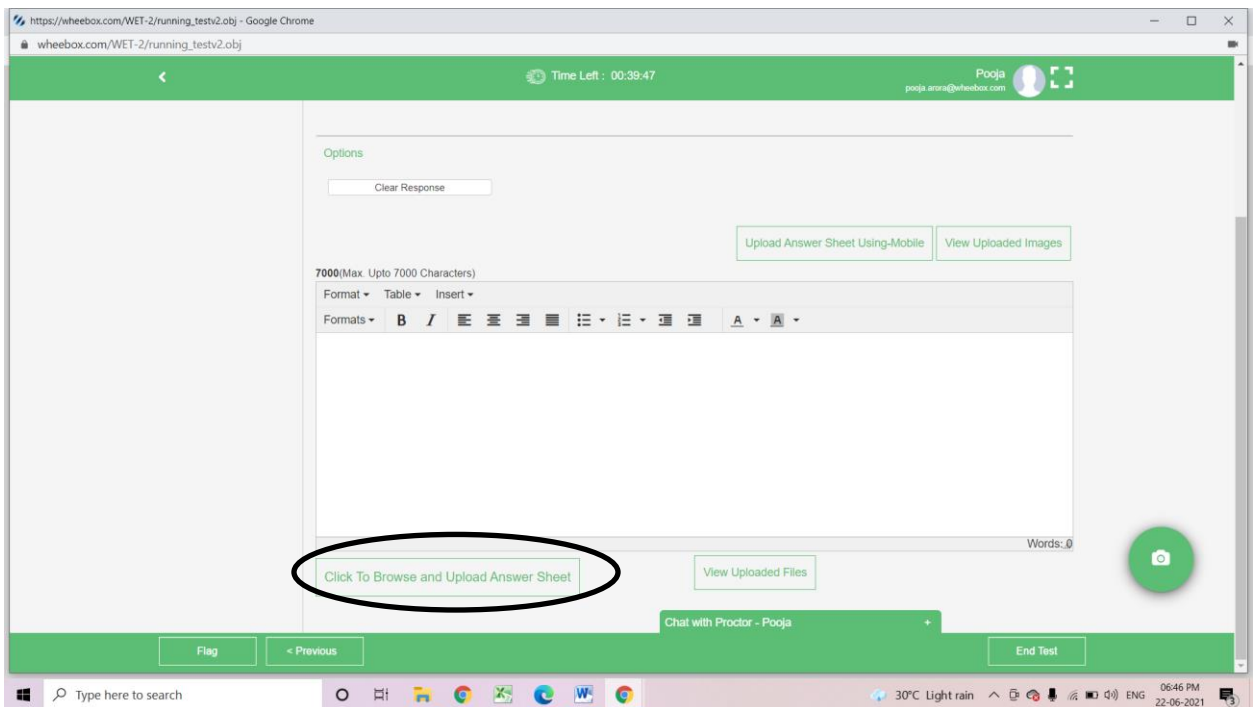 https://wheebox.com/WET-2/running_testv2.obj - Google Chrome
wheebox.com/WET-2/running_testv2.obj
Time Left : 00:39:47
Pooja
pooja.arora@wheebox.com
Options
Clear Response
Upload Answer Sheet Using-Mobile
View Uploaded Images
7000(Max. Upto 7000 Characters)
Format Table Insert
Formats B I A A
Words: 0
Click To Browse and Upload Answer Sheet
View Uploaded Files
Chat with Proctor - Pooja +
Flag
< Previous
End Test
Type here to search
30°C Light rain
ENG
06:46 PM
22-06-2021
3